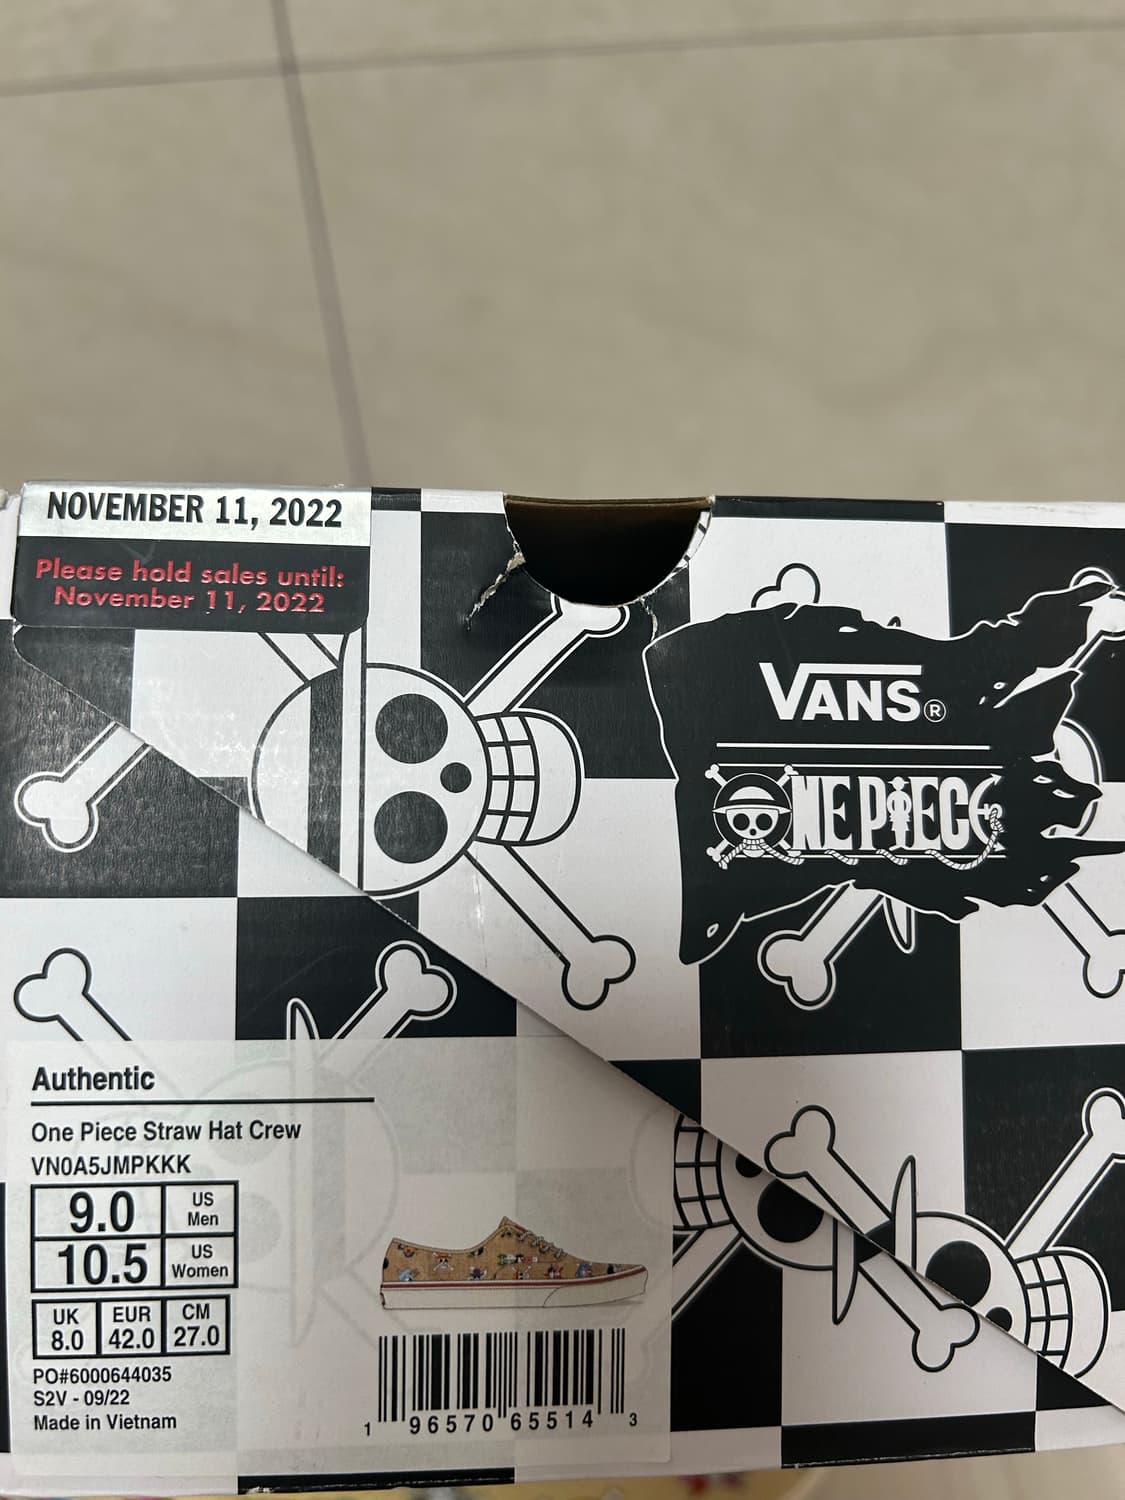 NOVEMBER 11, 2022
Please hold sales until:
November 11, 2022
VANS®
ONE PIECE
Authentic
One Piece Straw Hat Crew
VN0A5JMPKKK
9.0 US Men
10.5 US Women
UK 8.0 EUR 42.0 CM 27.0
PO#6000644035
S2V - 09/22
Made in Vietnam
1 96570 65514 3